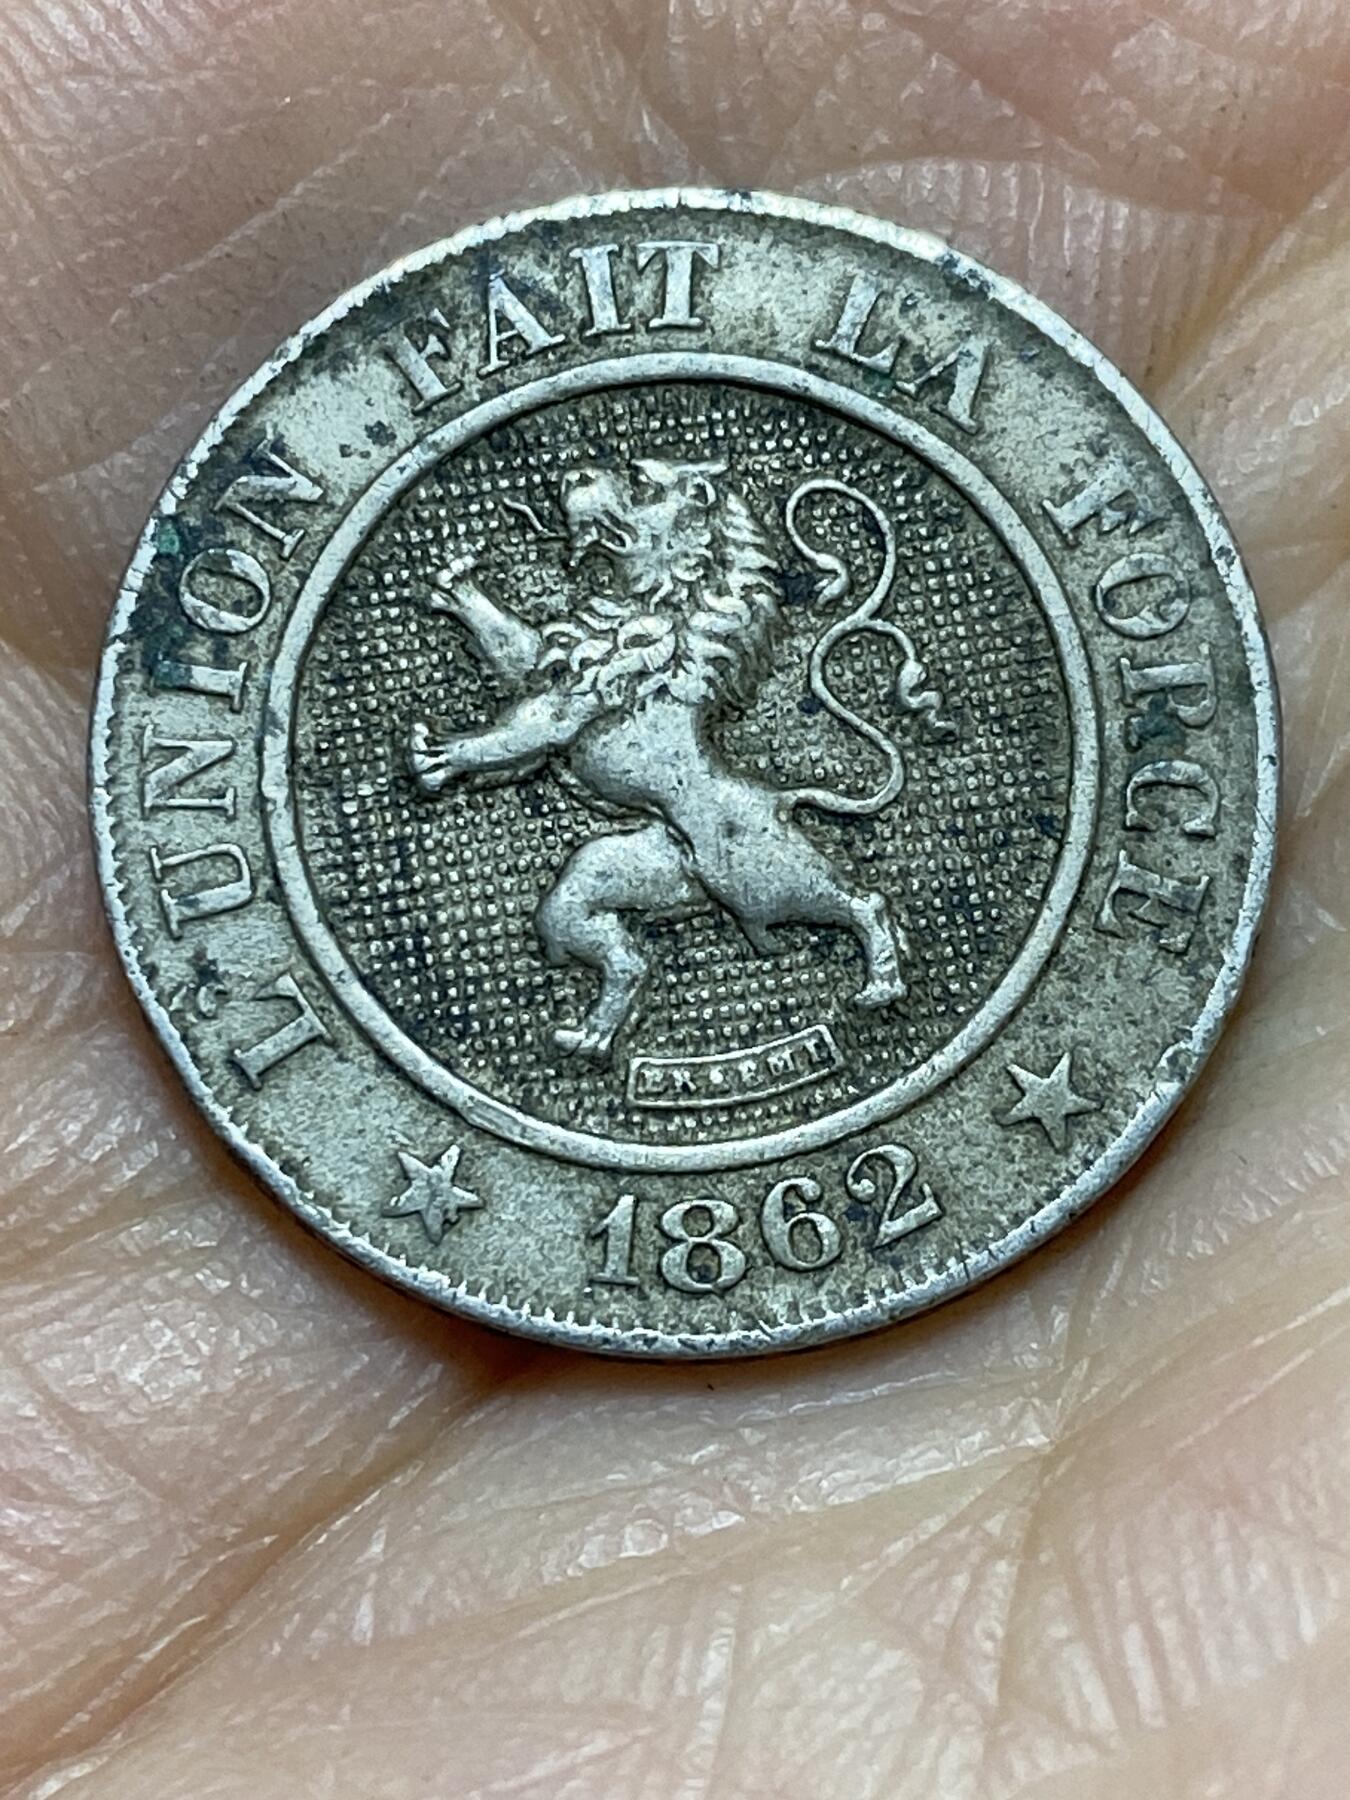 L'UNION FAIT LA FORCE
1862